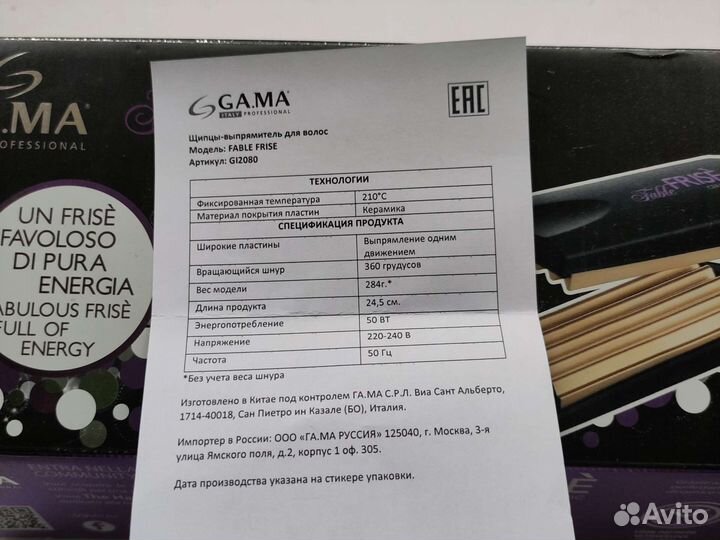 GA.MA
ITALY PROFESSIONAL
EAC
Щипцы-выпрямитель для волос
Модель: FABLE FRISE
Артикул: GI2080
ТЕХНОЛОГИИ
Фиксированная температура 210°C
Материал покрытия пластин Керамика
СПЕЦИФИКАЦИЯ ПРОДУКТА
Широкие пластины Выпрямление одним
движением
Вращающийся шнур 360 грудусов
Вес модели 284г.*
Длина продукта 24,5 см.
Энергопотребление 50 ВТ
Напряжение 220-240 В
Частота 50 Гц
*Без учета веса шнура
Изготовлено в Китае под контролем ГА.МА С.Р.Л. Виа Сант Альберто,
1714-40018, Сан Пиетро ин Казале (БО), Италия.
Импортер в России: ООО «ГА.МА РУССИЯ» 125040, г. Москва, 3-я
улица Ямского поля, д.2, корпус 1 оф. 305.
Дата производства указана на стикере упаковки.
.MA
OFESSIONAL
UN FRISÈ
FAVOLOSO
DI PURA
ENERGIA
ABULOUS FRISÈ
FULL OF
ENERGY
ENTRA NELLA
COMMUNITY
Fable FRISÈ
Avito